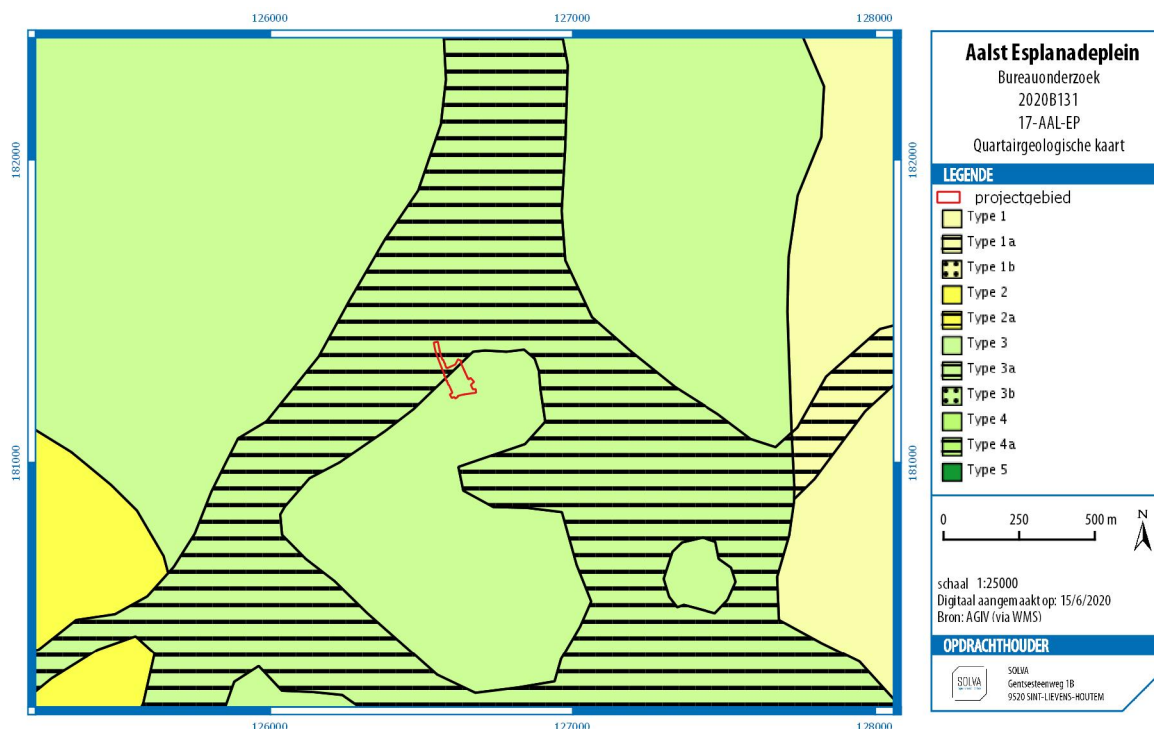 126000 127000 128000
182000 182000
181000 181000
126000 127000 128000
Aalst Esplanadeplein
Bureauonderzoek
2020B131
17-AAL-EP
Quartairgeologische kaart
LEGENDE
projectgebied
Type 1
Type 1a
Type 1b
Type 2
Type 2a
Type 3
Type 3a
Type 3b
Type 4
Type 4a
Type 5
0 250 500 m
N
schaal 1:25000
Digitaal aangemaakt op: 15/6/2020
Bron: AGIV (via WMS)
OPDRACHTHOUDER
SOLVA
SOLVA
Gentsesteenweg 1B
9520 SINT-LIEVENS-HOUTEM